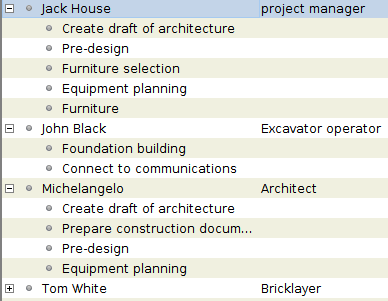 Jack House project manager
Create draft of architecture
Pre-design
Furniture selection
Equipment planning
Furniture
John Black Excavator operator
Foundation building
Connect to communications
Michelangelo Architect
Create draft of architecture
Prepare construction docum...
Pre-design
Equipment planning
Tom White Bricklayer